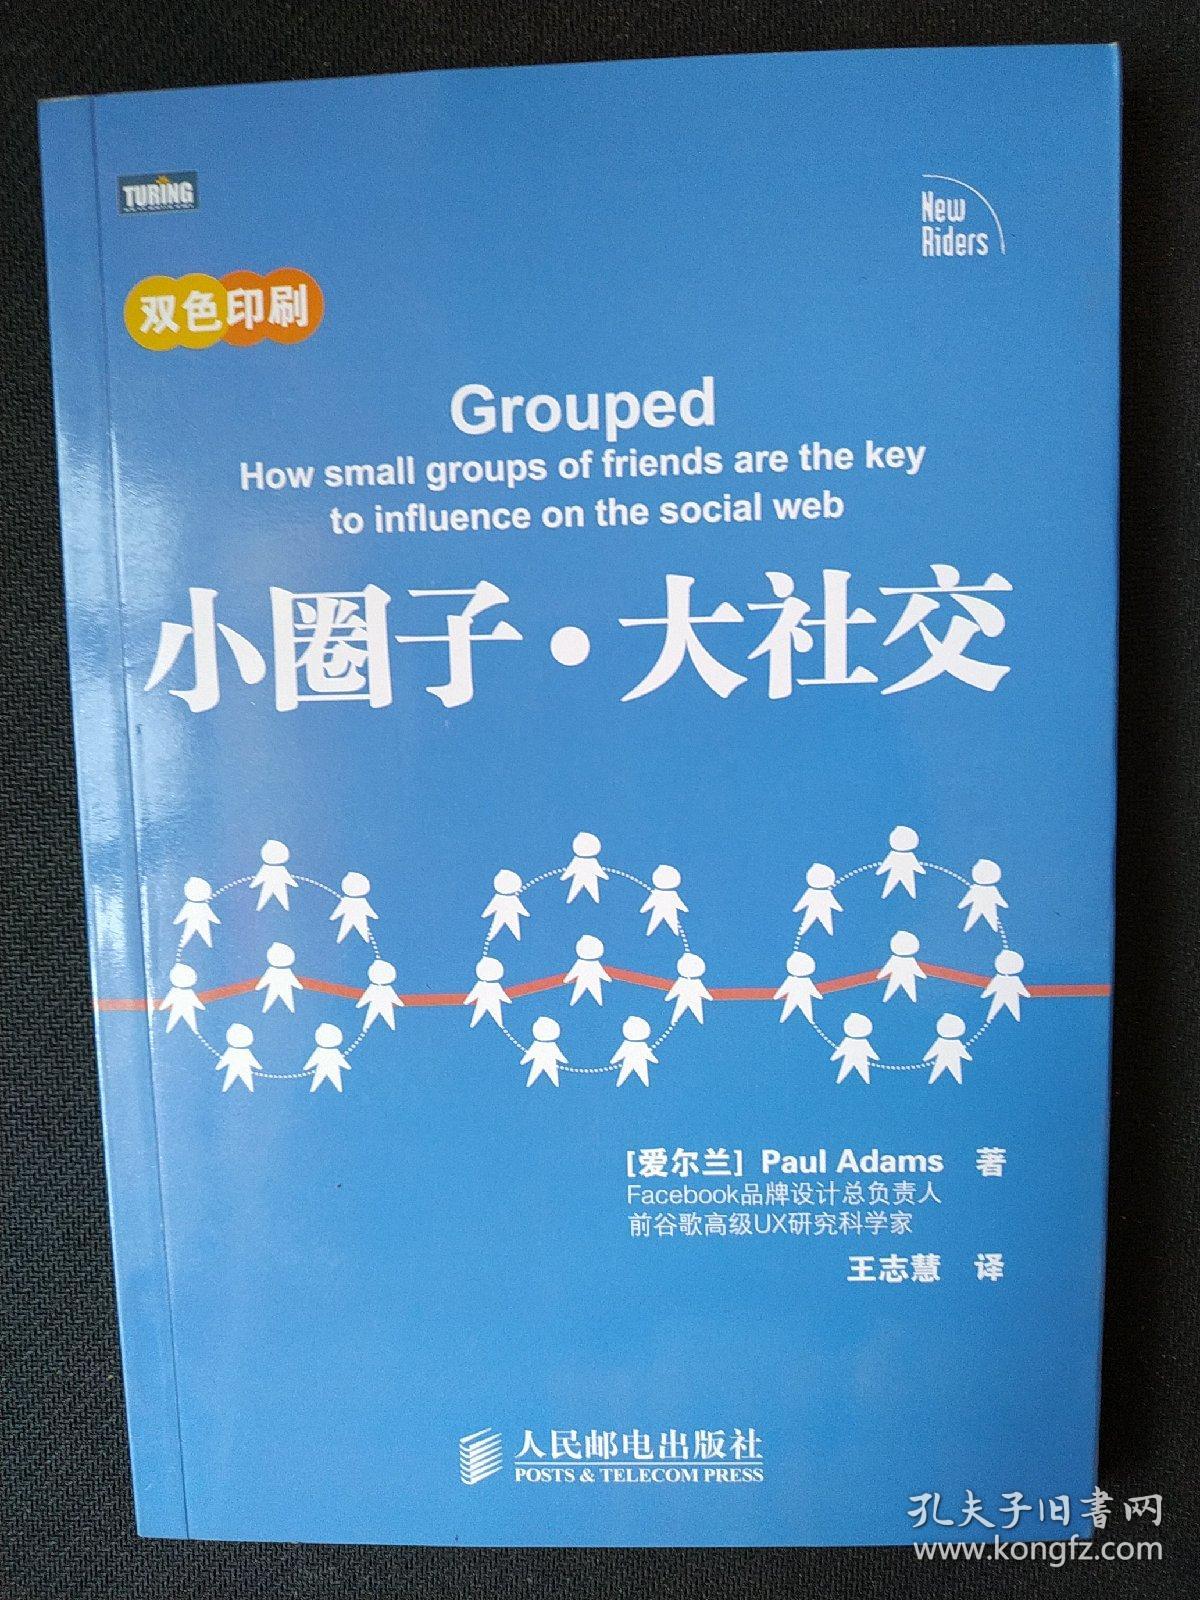 TURING
New
Riders
双色印刷
Grouped
How small groups of friends are the key
to influence on the social web
小圈子·大社交
[爱尔兰] Paul Adams 著
Facebook品牌设计总负责人
前谷歌高级UX研究科学家
王志慧 译
人民邮电出版社
POSTS & TELECOM PRESS
孔夫子旧書网
www.kongfz.com